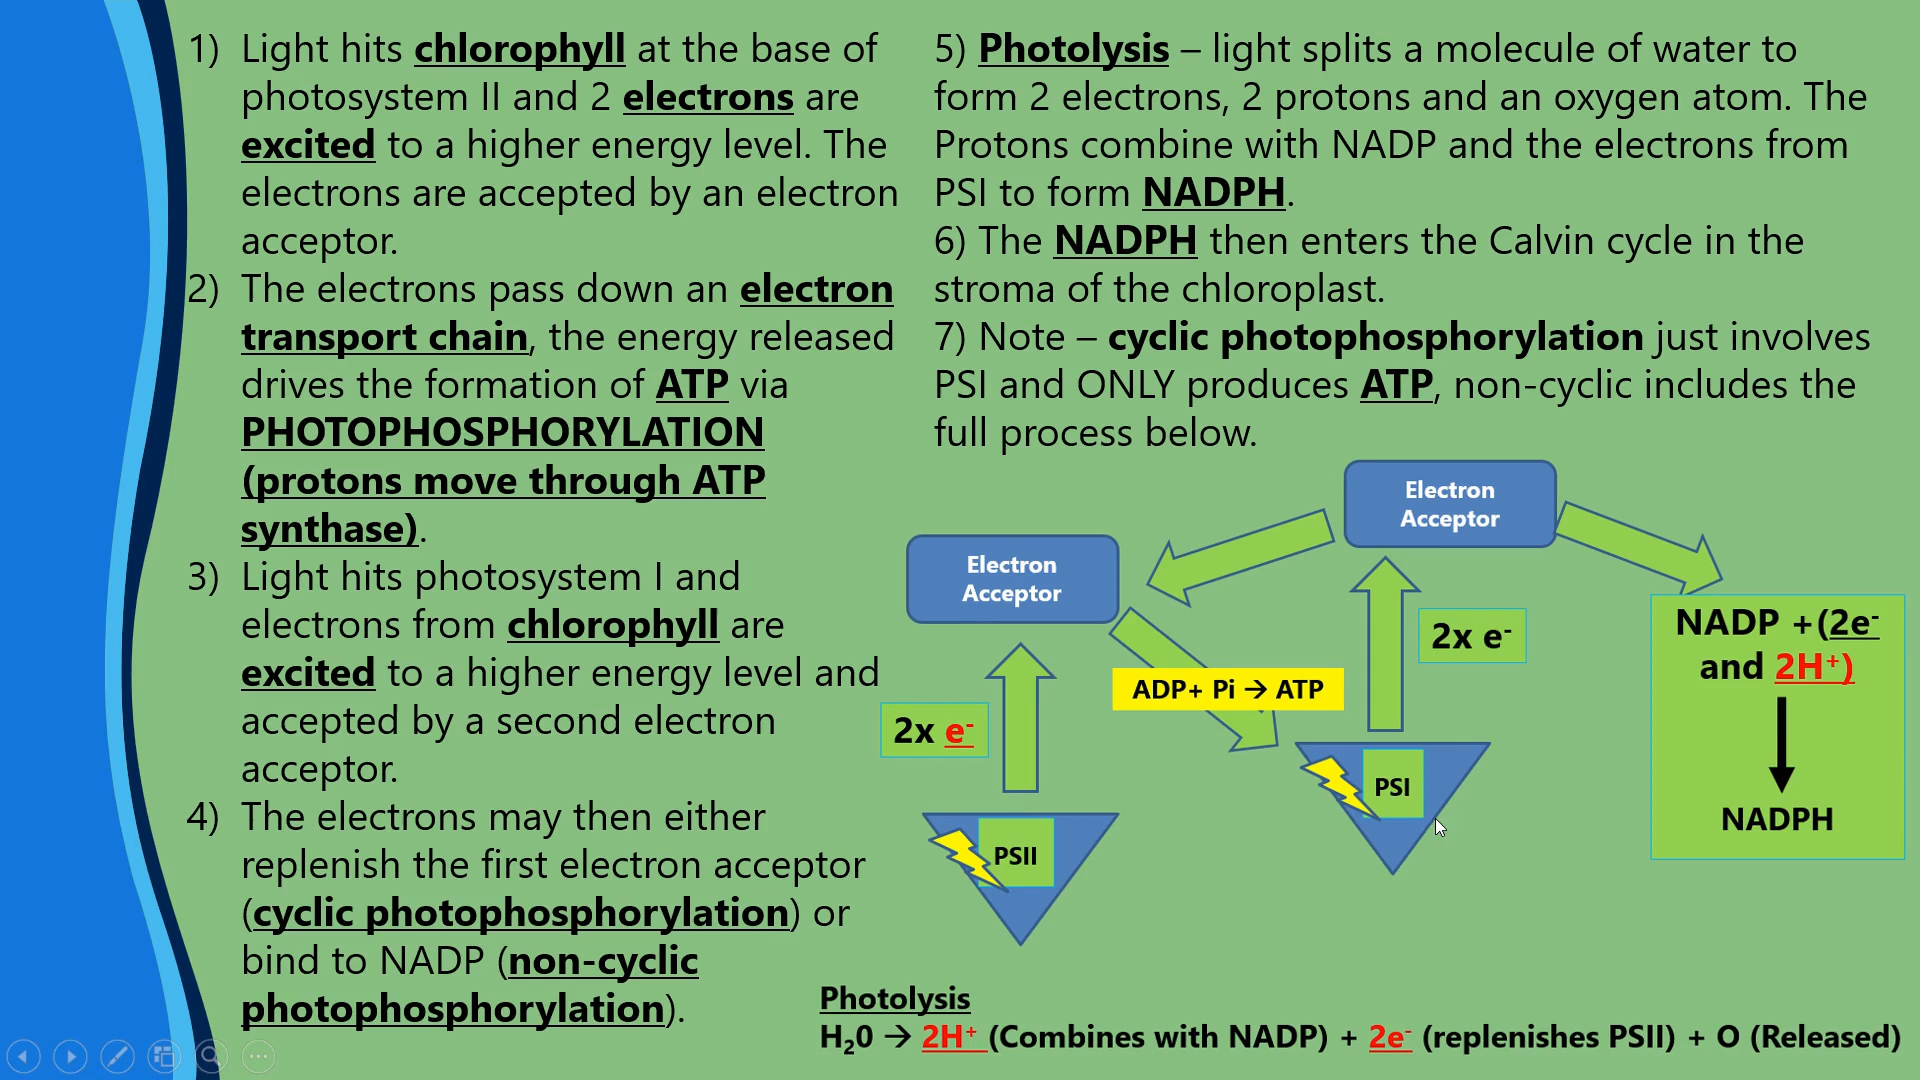 1) Light hits chlorophyll at the base of
photosystem II and 2 electrons are
excited to a higher energy level. The
electrons are accepted by an electron
acceptor.
2) The electrons pass down an electron
transport chain, the energy released
drives the formation of ATP via
PHOTOPHOSPHORYLATION
(protons move through ATP
synthase).
3) Light hits photosystem I and
electrons from chlorophyll are
excited to a higher energy level and
accepted by a second electron
acceptor.
4) The electrons may then either
replenish the first electron acceptor
(cyclic photophosphorylation) or
bind to NADP (non-cyclic
photophosphorylation).
5) Photolysis – light splits a molecule of water to
form 2 electrons, 2 protons and an oxygen atom. The
Protons combine with NADP and the electrons from
PSI to form NADPH.
6) The NADPH then enters the Calvin cycle in the
stroma of the chloroplast.
7) Note – cyclic photophosphorylation just involves
PSI and ONLY produces ATP, non-cyclic includes the
full process below.
Electron
Acceptor
Electron
Acceptor
2x e⁻
ADP+ Pi → ATP
2x e⁻
NADP +(2e⁻
and 2H⁺)
NADPH
PSI
PSII
Photolysis
H₂0 → 2H⁺ (Combines with NADP) + 2e⁻ (replenishes PSII) + O (Released)